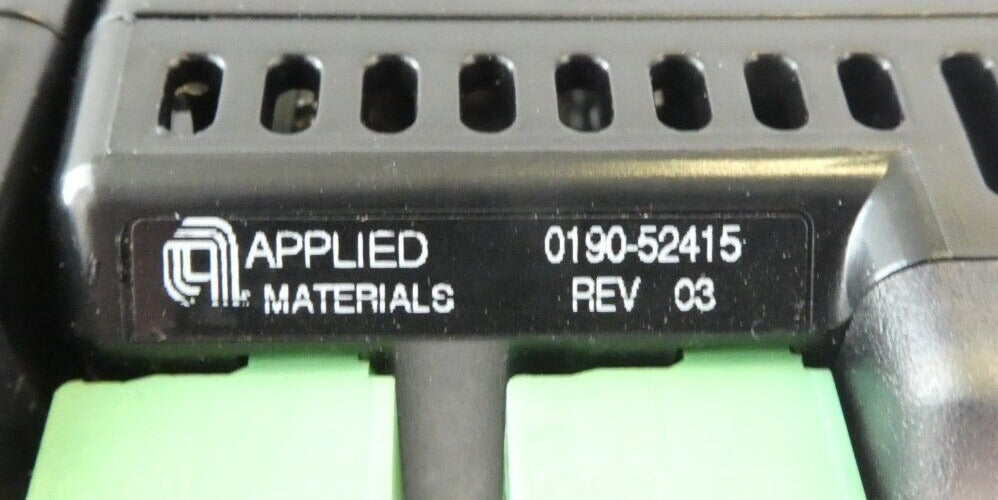 APPLIED 0190-52415
MATERIALS REV 03